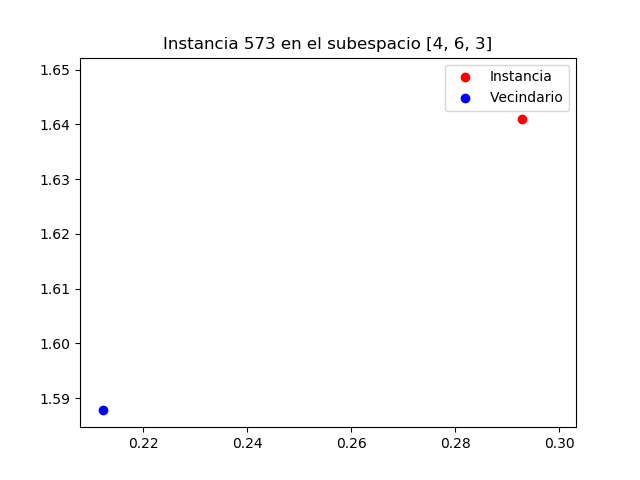 Instancia 573 en el subespacio [4, 6, 3]
Instancia
Vecindario
1.65
1.64
1.63
1.62
1.61
1.60
1.59
0.22 0.24 0.26 0.28 0.30